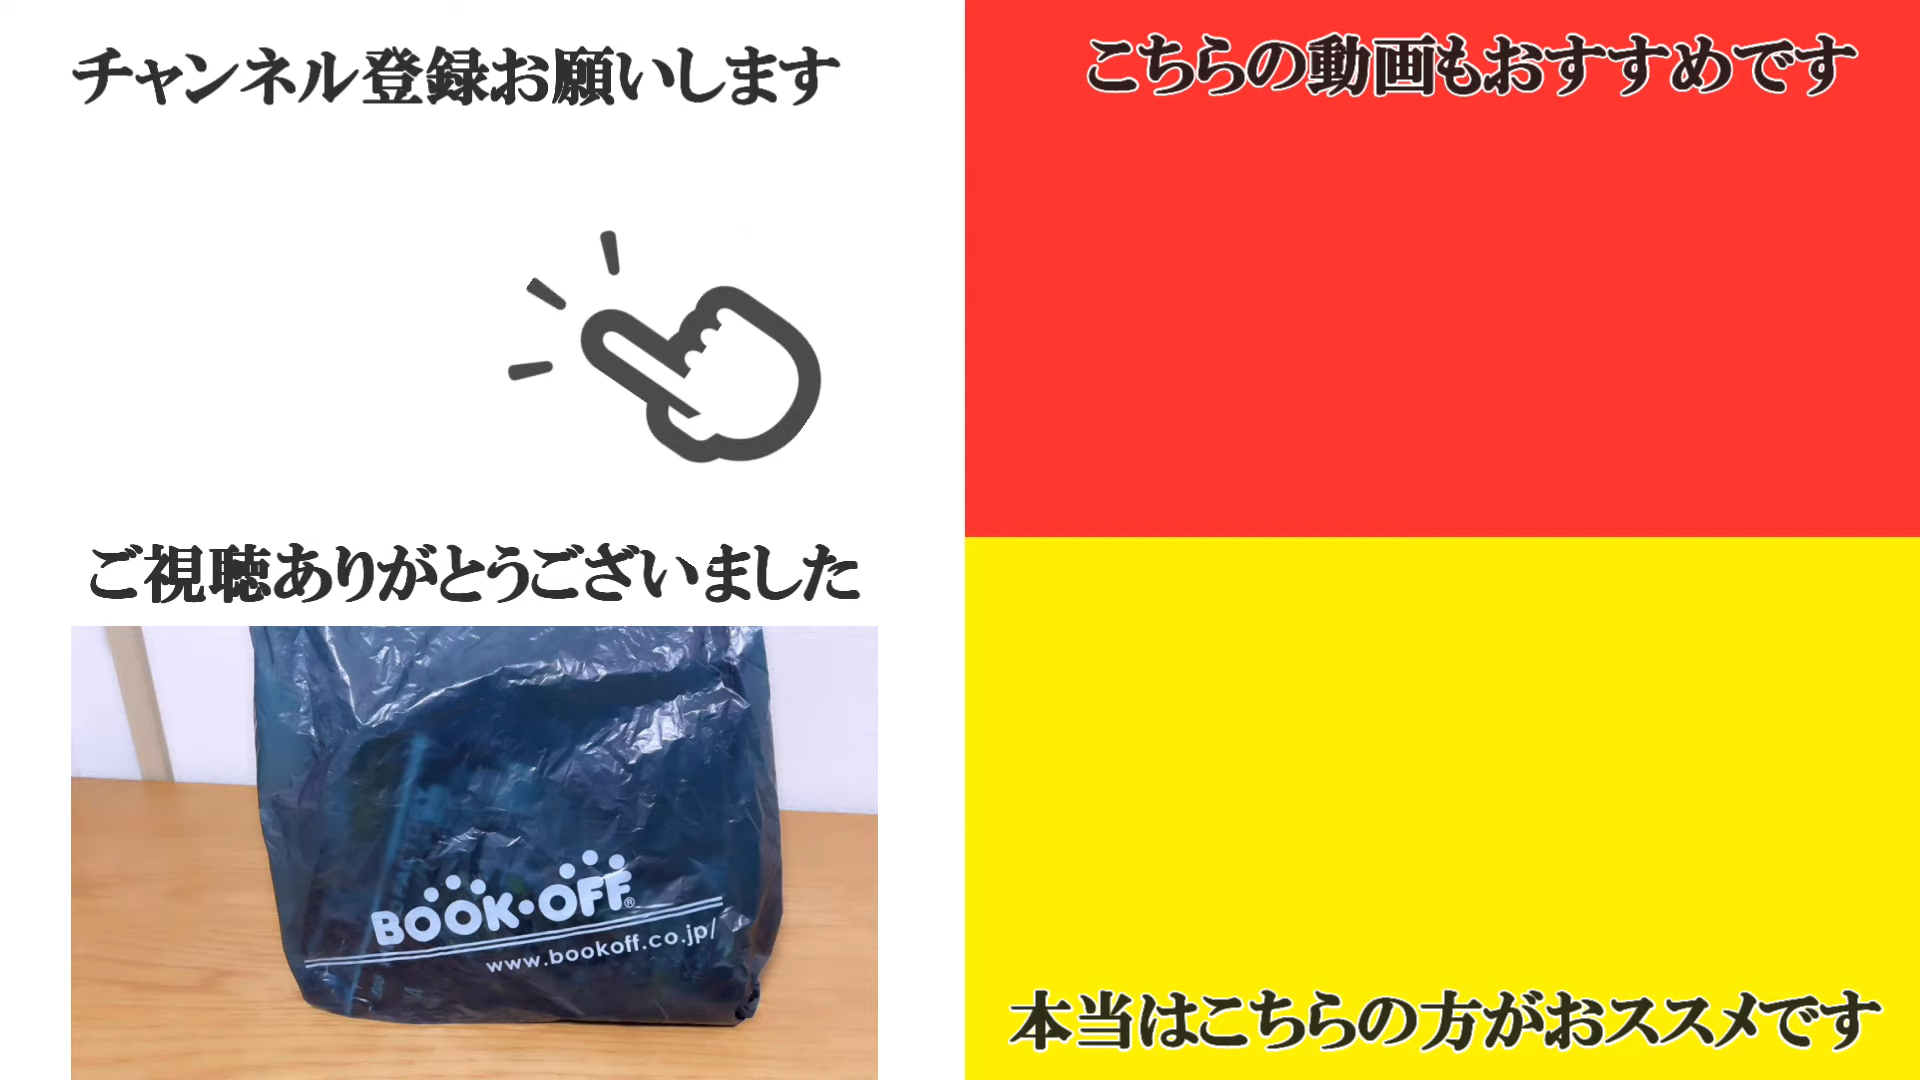 チャンネル登録お願いします
こちらの動画もおすすめです
ご視聴ありがとうございました
BOOK・OFF®
www.bookoff.co.jp/
本当はこちらの方がおススメです